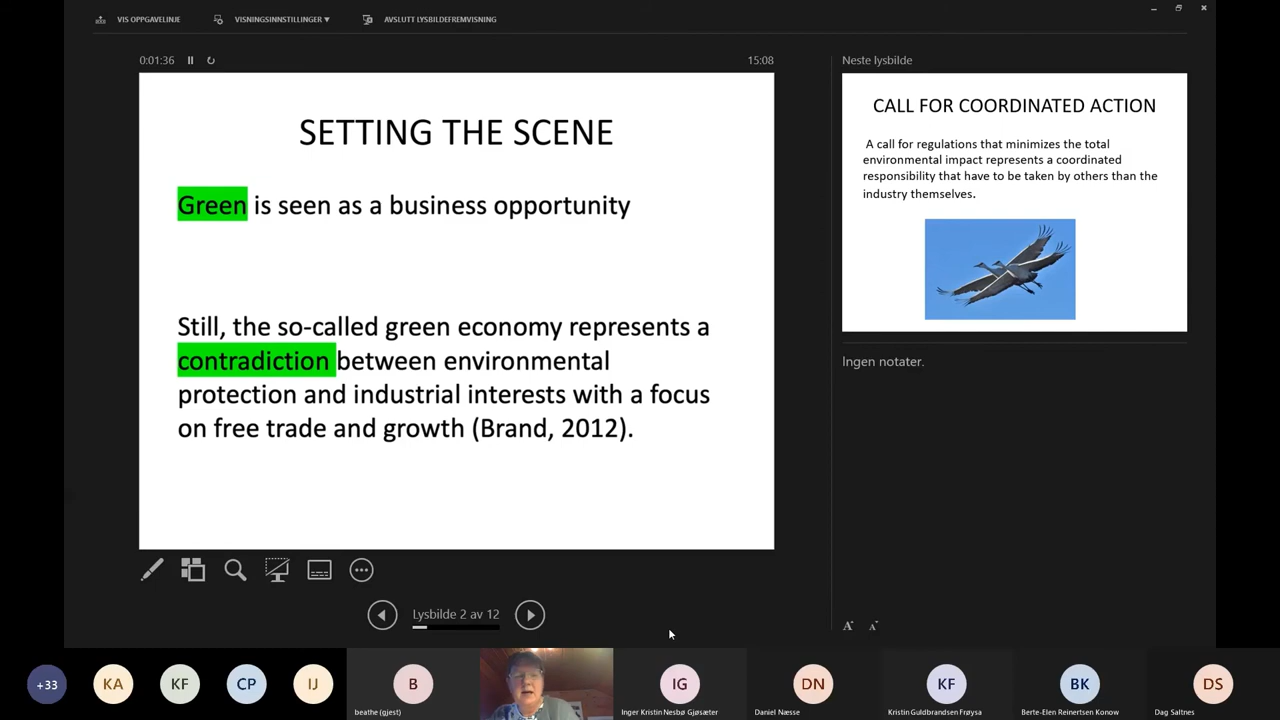 VIS OPPGAVELINJE
VISNINGSINNSTILLINGER ▼
AVSLUTT LYSBILDEFREMVISNING
0:01:36
15:08
SETTING THE SCENE
Green is seen as a business opportunity
Still, the so-called green economy represents a
contradiction between environmental
protection and industrial interests with a focus
on free trade and growth (Brand, 2012).
Lysbilde 2 av 12
Neste lysbilde
CALL FOR COORDINATED ACTION
A call for regulations that minimizes the total
environmental impact represents a coordinated
responsibility that have to be taken by others than the
industry themselves.
Ingen notater.
A A
+33
KA
KF
CP
IJ
B
beathe (gjest)
IG
Inger Kristin Nesbø Gjøsæter
DN
Daniel Næsse
KF
Kristin Guldbrandsen Frøysa
BK
Berte-Elen Reinertsen Konow
DS
Dag Saltnes